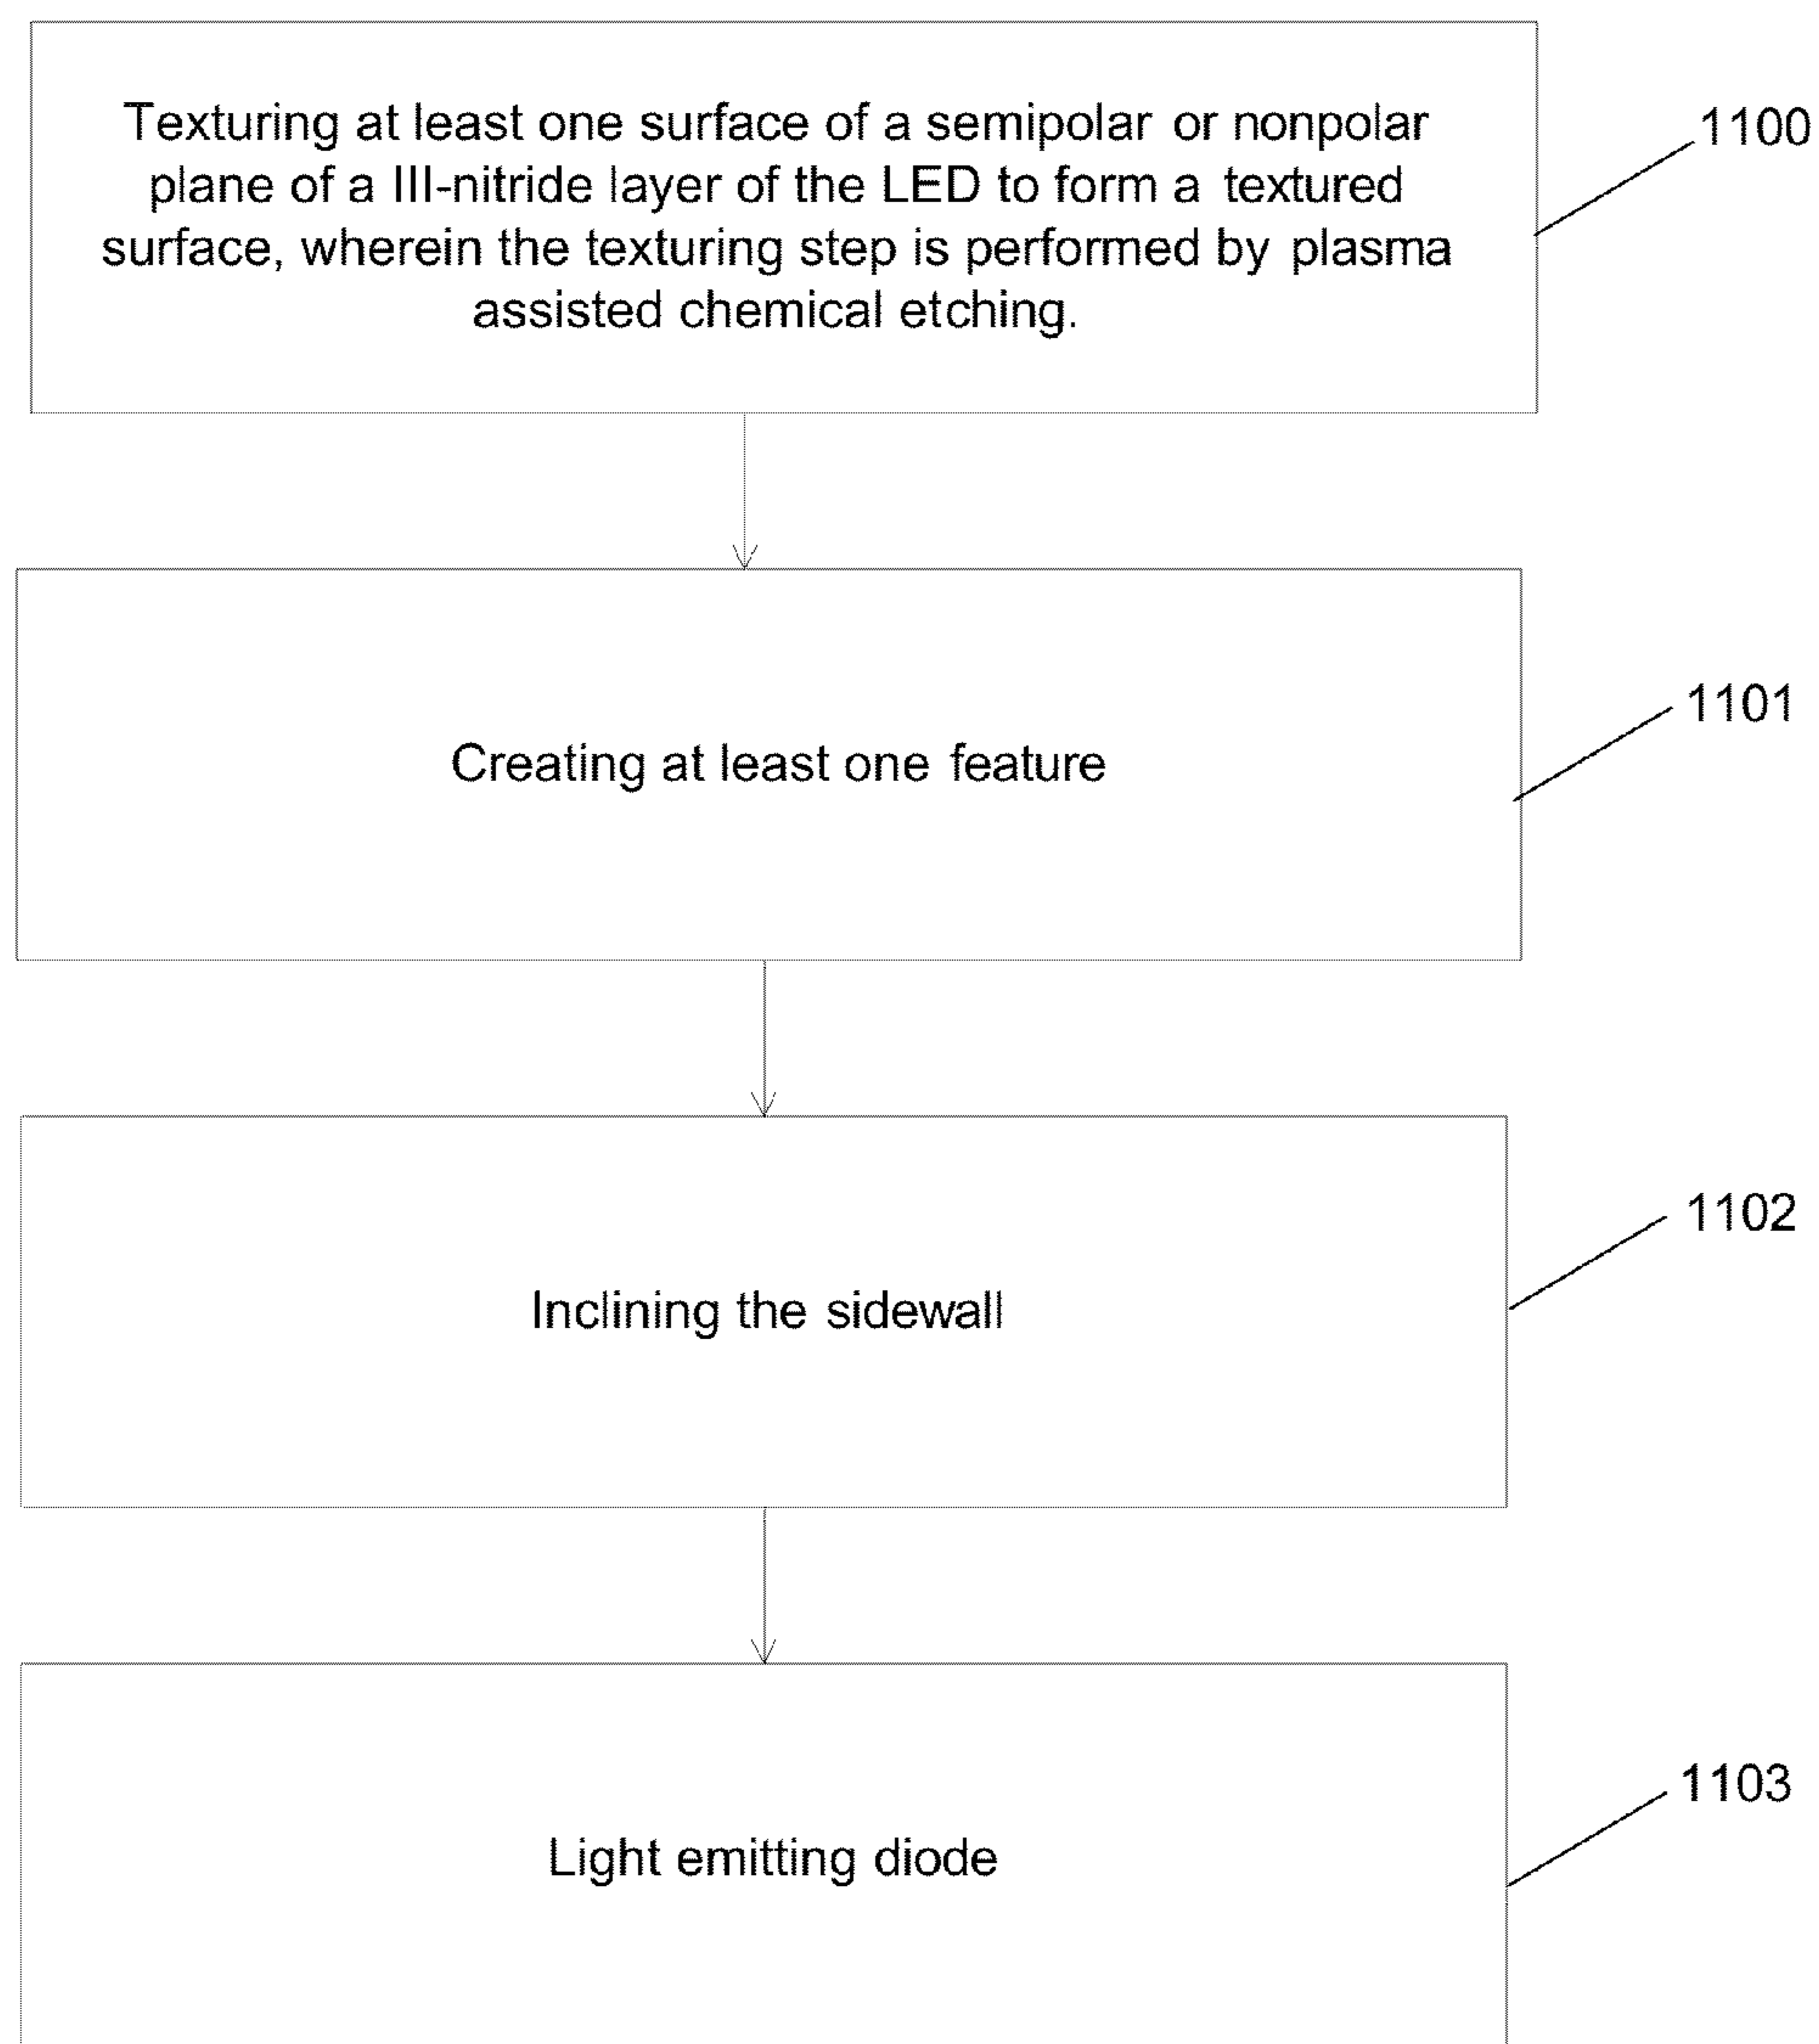 Texturing at least one surface of a semipolar or nonpolar
plane of a III-nitride layer of the LED to form a textured
surface, wherein the texturing step is performed by plasma
assisted chemical etching.
1100
Creating at least one feature
1101
Inclining the sidewall
1102
Light emitting diode
1103